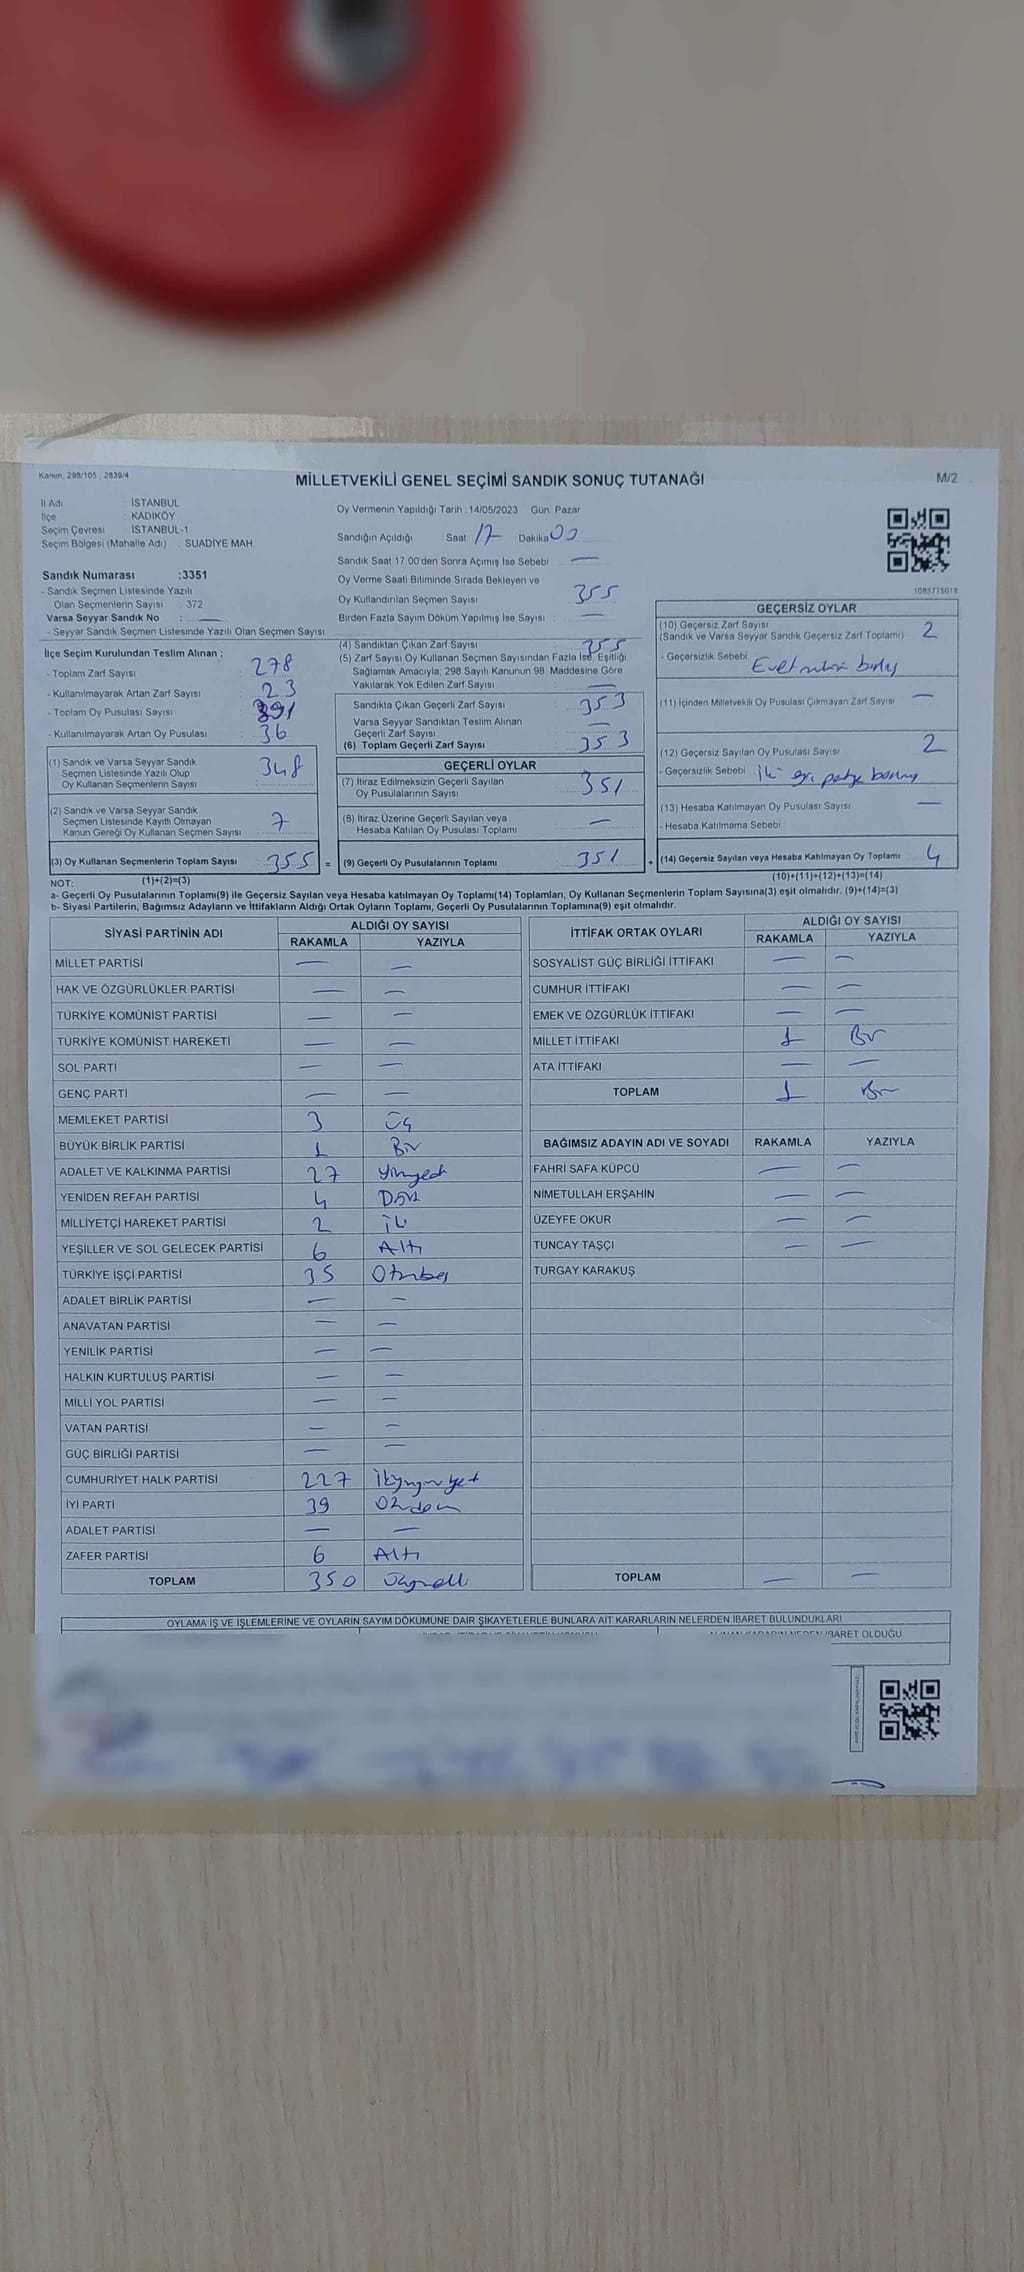 Kanun: 298/105 ; 2839/4
MİLLETVEKİLİ GENEL SEÇİMİ SANDIK SONUÇ TUTANAĞI
M/2
İl Adı İSTANBUL
İlçe KADIKÖY
Seçim Çevresi : İSTANBUL-1
Seçim Bölgesi (Mahalle Adı) : SUADİYE MAH.
Sandık Numarası :3351
- Sandık Seçmen Listesinde Yazılı
Olan Seçmenlerin Sayısı : 372
Varsa Seyyar Sandık No : —
- Seyyar Sandık Seçmen Listesinde Yazılı Olan Seçmen Sayısı
Oy Vermenin Yapıldığı Tarih : 14/05/2023 Gün: Pazar
Sandığın Açıldığı Saat 17 Dakika 00
Sandık Saat 17:00'den Sonra Açımış İse Sebebi : —
Oy Verme Saati Bitiminde Sırada Bekleyen ve
Oy Kullandırılan Seçmen Sayısı 355
Birden Fazla Sayım Döküm Yapılmış İse Sayısı : —
1083775018
İlçe Seçim Kurulundan Teslim Alınan ;
- Toplam Zarf Sayısı : 278
- Kullanılmayarak Artan Zarf Sayısı : 23
- Toplam Oy Pusulası Sayısı : 391
- Kullanılmayarak Artan Oy Pusulası : 36
(1) Sandık ve Varsa Seyyar Sandık
Seçmen Listesinde Yazılı Olup
Oy Kullanan Seçmenlerin Sayısı 348
(2) Sandık ve Varsa Seyyar Sandık
Seçmen Listesinde Kayıtlı Olmayan
Kanun Gereği Oy Kullanan Seçmen Sayısı : 7
(3) Oy Kullanan Seçmenlerin Toplam Sayısı : 355 =
(1)+(2)=(3)
(4) Sandıktan Çıkan Zarf Sayısı 355
(5) Zarf Sayısı Oy Kullanan Seçmen Sayısından Fazla İse, Eşitliği
Sağlamak Amacıyla, 298 Sayılı Kanunun 98. Maddesine Göre
Yakılarak Yok Edilen Zarf Sayısı —
Sandıkta Çıkan Geçerli Zarf Sayısı 353
Varsa Seyyar Sandıktan Teslim Alınan
Geçerli Zarf Sayısı —
(6) Toplam Geçerli Zarf Sayısı 353
GEÇERLİ OYLAR
(7) İtiraz Edilmeksizin Geçerli Sayılan
Oy Pusulalarının Sayısı 351
(8) İtiraz Üzerine Geçerli Sayılan veya
Hesaba Katılan Oy Pusulası Toplamı —
(9) Geçerli Oy Pusulalarının Toplamı 351 +
GEÇERSİZ OYLAR
(10) Geçersiz Zarf Sayısı
(Sandık ve Varsa Seyyar Sandık Geçersiz Zarf Toplamı) 2
- Geçersizlik Sebebi
(11) İçinden Milletvekili Oy Pusulası Çıkmayan Zarf Sayısı —
(12) Geçersiz Sayılan Oy Pusulası Sayısı 2
- Geçersizlik Sebebi
(13) Hesaba Katılmayan Oy Pusulası Sayısı —
- Hesaba Katılmama Sebebi
(14) Geçersiz Sayılan veya Hesaba Katılmayan Oy Toplamı 4
(10)+(11)+(12)+(13)=(14)
NOT:
a- Geçerli Oy Pusulalarının Toplamı(9) ile Geçersiz Sayılan veya Hesaba katılmayan Oy Toplamı(14) Toplamları, Oy Kullanan Seçmenlerin Toplam Sayısına(3) eşit olmalıdır. (9)+(14)=(3)
b- Siyasi Partilerin, Bağımsız Adayların ve İttifakların Aldığı Ortak Oyların Toplamı, Geçerli Oy Pusulalarının Toplamına(9) eşit olmalıdır.
SİYASİ PARTİNİN ADI ALDIĞI OY SAYISI
RAKAMLA YAZIYLA
MİLLET PARTİSİ — —
HAK VE ÖZGÜRLÜKLER PARTİSİ — —
TÜRKİYE KOMÜNİST PARTİSİ — —
TÜRKİYE KOMÜNİST HAREKETİ — —
SOL PARTİ — —
GENÇ PARTİ — —
MEMLEKET PARTİSİ 3 Üç
BÜYÜK BİRLİK PARTİSİ 1 Bir
ADALET VE KALKINMA PARTİSİ 27 Yirmiyedi
YENİDEN REFAH PARTİSİ 4 Dört
MİLLİYETÇİ HAREKET PARTİSİ 2 İki
YEŞİLLER VE SOL GELECEK PARTİSİ 6 Altı
TÜRKİYE İŞÇİ PARTİSİ 35 Otuzbeş
ADALET BİRLİK PARTİSİ — —
ANAVATAN PARTİSİ — —
YENİLİK PARTİSİ — —
HALKIN KURTULUŞ PARTİSİ — —
MİLLİ YOL PARTİSİ — —
VATAN PARTİSİ — —
GÜÇ BİRLİĞİ PARTİSİ — —
CUMHURİYET HALK PARTİSİ 227 İkiyüzyirmiyedi
İYİ PARTİ 39 Otuzdokuz
ADALET PARTİSİ — —
ZAFER PARTİSİ 6 Altı
TOPLAM 350 Üçyüzelli
İTTİFAK ORTAK OYLARI ALDIĞI OY SAYISI
RAKAMLA YAZIYLA
SOSYALİST GÜÇ BİRLİĞİ İTTİFAKI — —
CUMHUR İTTİFAKI — —
EMEK VE ÖZGÜRLÜK İTTİFAKI — —
MİLLET İTTİFAKI 1 Bir
ATA İTTİFAKI — —
TOPLAM 1 Bir
BAĞIMSIZ ADAYIN ADI VE SOYADI RAKAMLA YAZIYLA
FAHRİ SAFA KÜPCÜ — —
NİMETULLAH ERŞAHİN — —
ÜZEYFE OKUR — —
TUNCAY TAŞÇI — —
TURGAY KARAKUŞ
TOPLAM — —
OYLAMA İŞ VE İŞLEMLERİNE VE OYLARIN SAYIM DÖKÜMÜNE DAİR ŞİKAYETLERLE BUNLARA AİT KARARLARIN NELERDEN İBARET BULUNDUKLARI
İBARET OLDUĞU